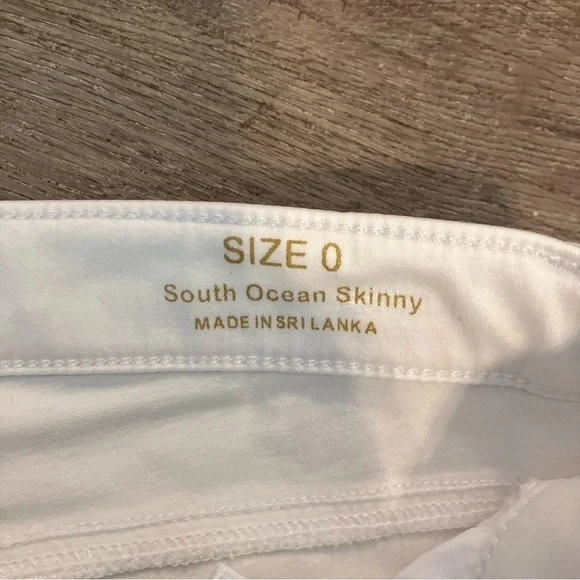 SIZE 0
South Ocean Skinny
MADE IN SRI LANKA